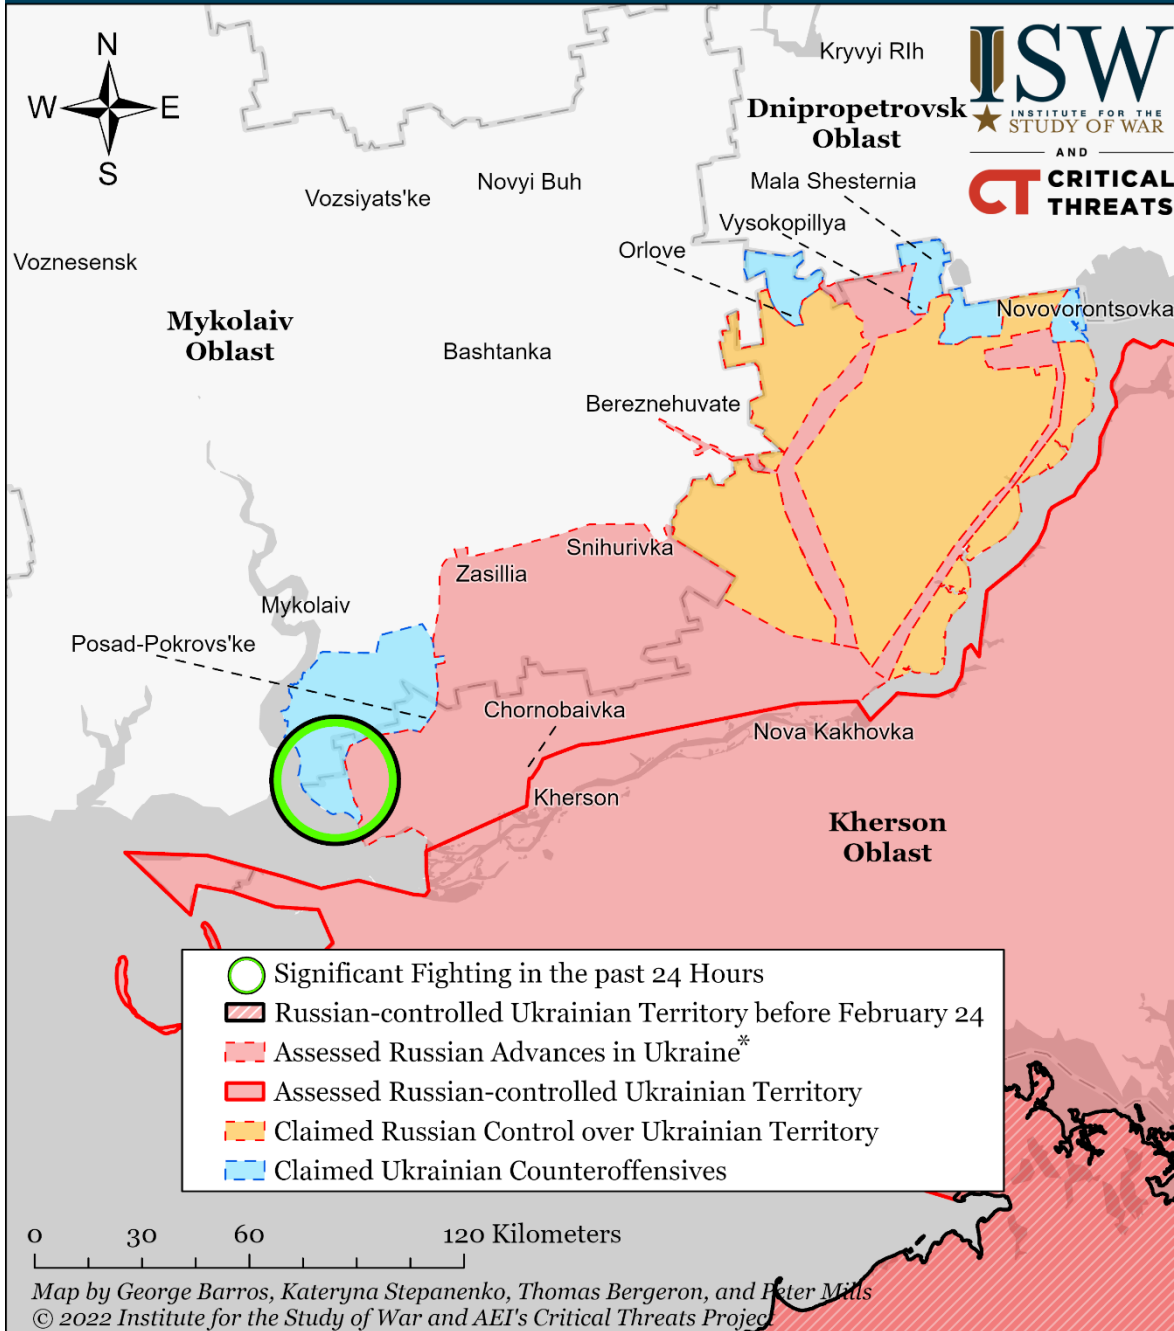 N
W
E
S
Kryvyi RIh
ISW
INSTITUTE FOR THE
STUDY OF WAR
AND
CT CRITICAL
THREATS
Dnipropetrovsk
Oblast
Mala Shesternia
Vysokopillya
Orlove
Novyi Buh
Vozsiyats'ke
Voznesensk
Mykolaiv
Oblast
Bashtanka
Novovorontsovka
Bereznehuvate
Snihurivka
Zasillia
Mykolaiv
Posad-Pokrovs'ke
Chornobaivka
Nova Kakhovka
Kherson
Kherson
Oblast
Significant Fighting in the past 24 Hours
Russian-controlled Ukrainian Territory before February 24
Assessed Russian Advances in Ukraine*
Assessed Russian-controlled Ukrainian Territory
Claimed Russian Control over Ukrainian Territory
Claimed Ukrainian Counteroffensives
0 30 60 120 Kilometers
Map by George Barros, Kateryna Stepanenko, Thomas Bergeron, and Peter Mills
© 2022 Institute for the Study of War and AEI's Critical Threats Project